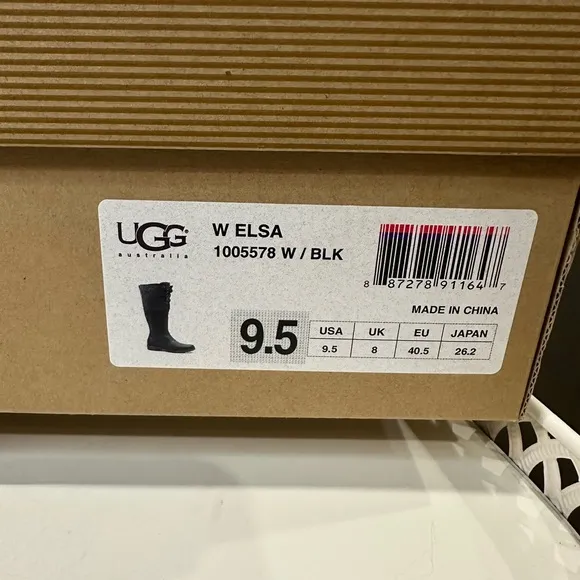 UGG®
australia
W ELSA
1005578 W / BLK
8 87278 91164 7
MADE IN CHINA
9.5
USA UK EU JAPAN
9.5 8 40.5 26.2